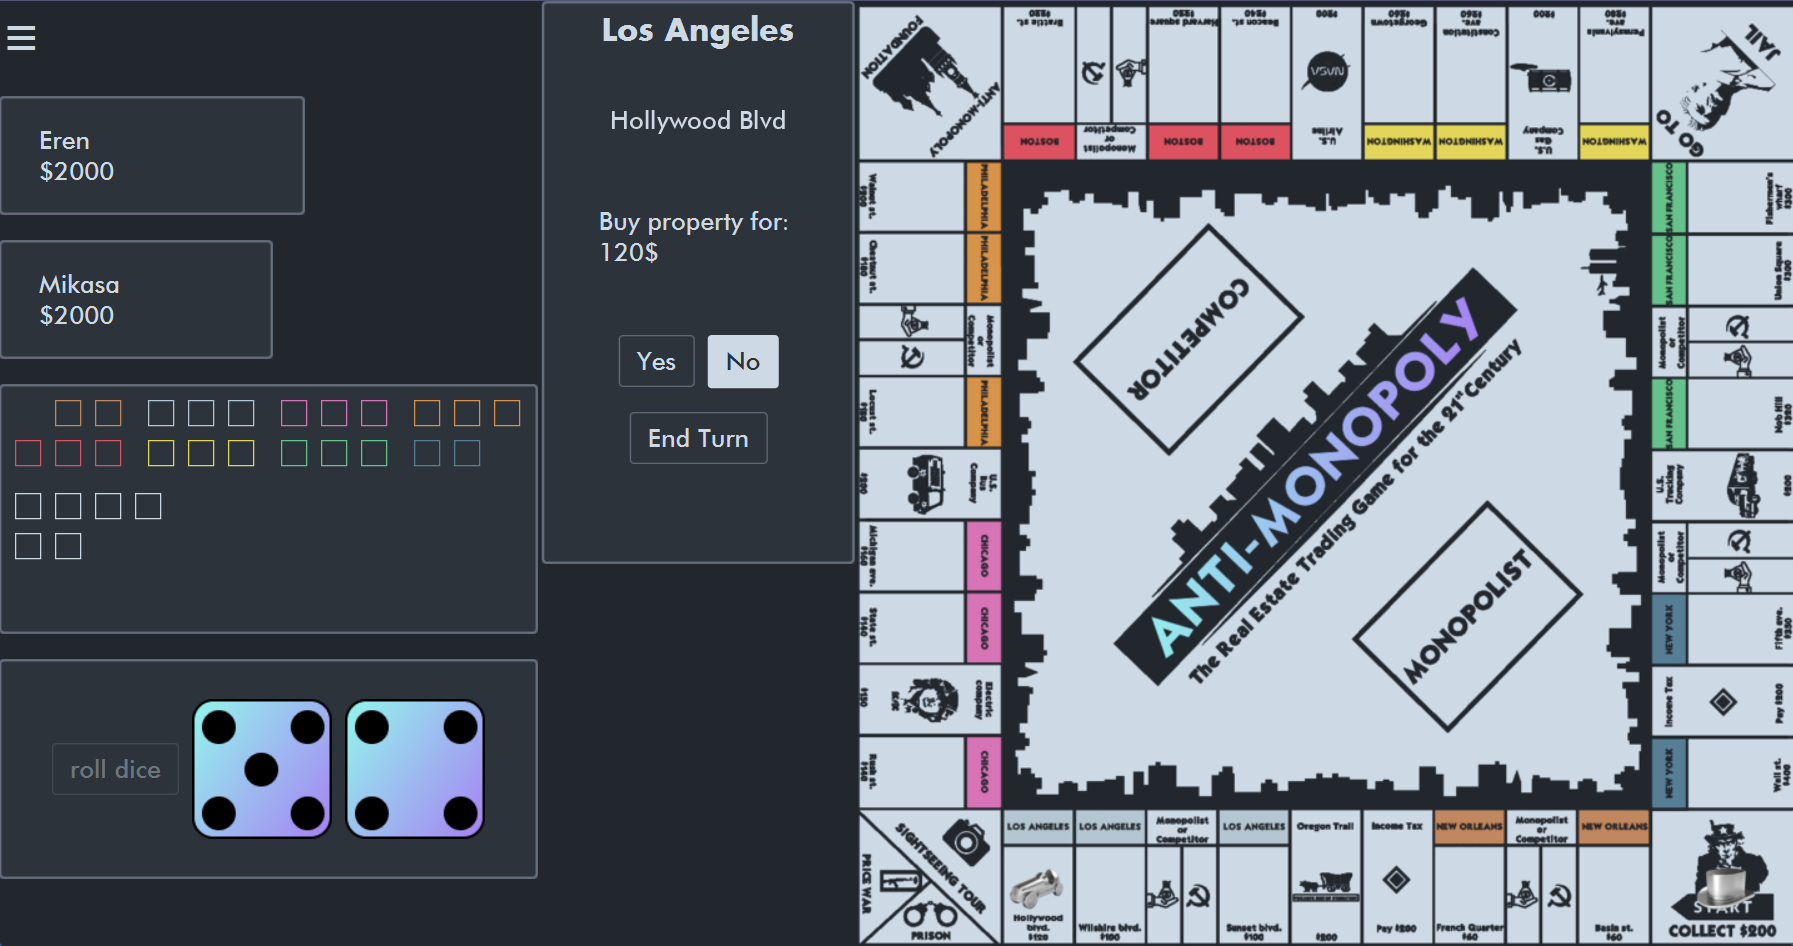 Eren
$2000
Mikasa
$2000
roll dice
Los Angeles
Hollywood Blvd
Buy property for:
120$
Yes
No
End Turn
ANTI-MONOPOLY
FOUNDATION
Brattle st.
$220
BOSTON
Monopolist
or
Competitor
Harvard square
$220
BOSTON
Beacon st.
$240
BOSTON
$200
VSVN
U.S.
Airline
Georgetown
$260
WASHINGTON
Constitution
ave.
$260
WASHINGTON
$200
U.S.
Gas
Company
Pennsylvania
ave.
$280
WASHINGTON
GO TO
JAIL
Walnut st.
$200
PHILADELPHIA
Chestnut st.
$180
PHILADELPHIA
Monopolist
or
Competitor
Locust st.
$180
PHILADELPHIA
U.S.
Bus
Company
$200
Michigan ave.
$160
CHICAGO
State st.
$140
CHICAGO
Electric
Company
$150
Rush st.
$140
CHICAGO
SAN FRANCISCO
Fishermen's
wharf
$300
SAN FRANCISCO
Union Square
$300
Monopolist
or
Competitor
SAN FRANCISCO
Nob Hill
$320
U.S.
Trucking
Company
$200
Monopolist
or
Competitor
NEW YORK
Fifth ave.
$350
Income Tax
Pay $200
NEW YORK
Wall st.
$400
COMPETITOR
ANTI-MONOPOLY
The Real Estate Trading Game for the 21st Century
MONOPOLIST
SIGHTSEEING TOUR
PRICE WAR
PRISON
LOS ANGELES
Hollywood
blvd.
$120
LOS ANGELES
Wilshire blvd.
$100
Monopolist
or
Competitor
LOS ANGELES
Sunset blvd.
$100
Oregon Trail
$200
Income Tax
Pay $200
NEW ORLEANS
French Quarter
$60
Monopolist
or
Competitor
NEW ORLEANS
Basin st.
$60
START
COLLECT $200